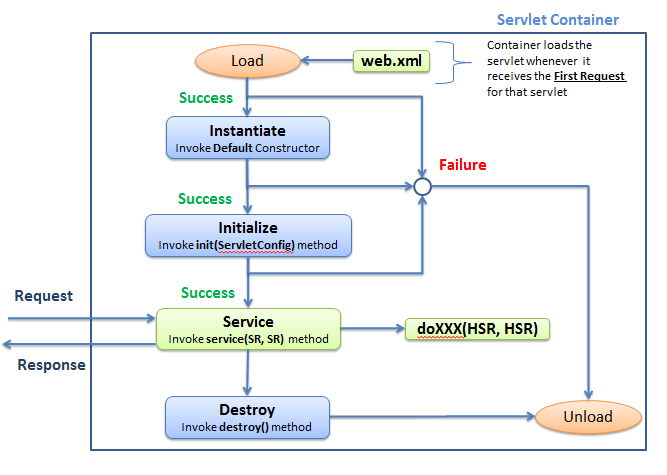 Servlet Container
Load
web.xml
Container loads the
servlet whenever it
receives the First Request
for that servlet
Success
Instantiate
Invoke Default Constructor
Failure
Success
Initialize
Invoke init(ServletConfig) method
Request
Success
Service
Invoke service(SR, SR) method
doXXX(HSR, HSR)
Response
Destroy
Invoke destroy() method
Unload